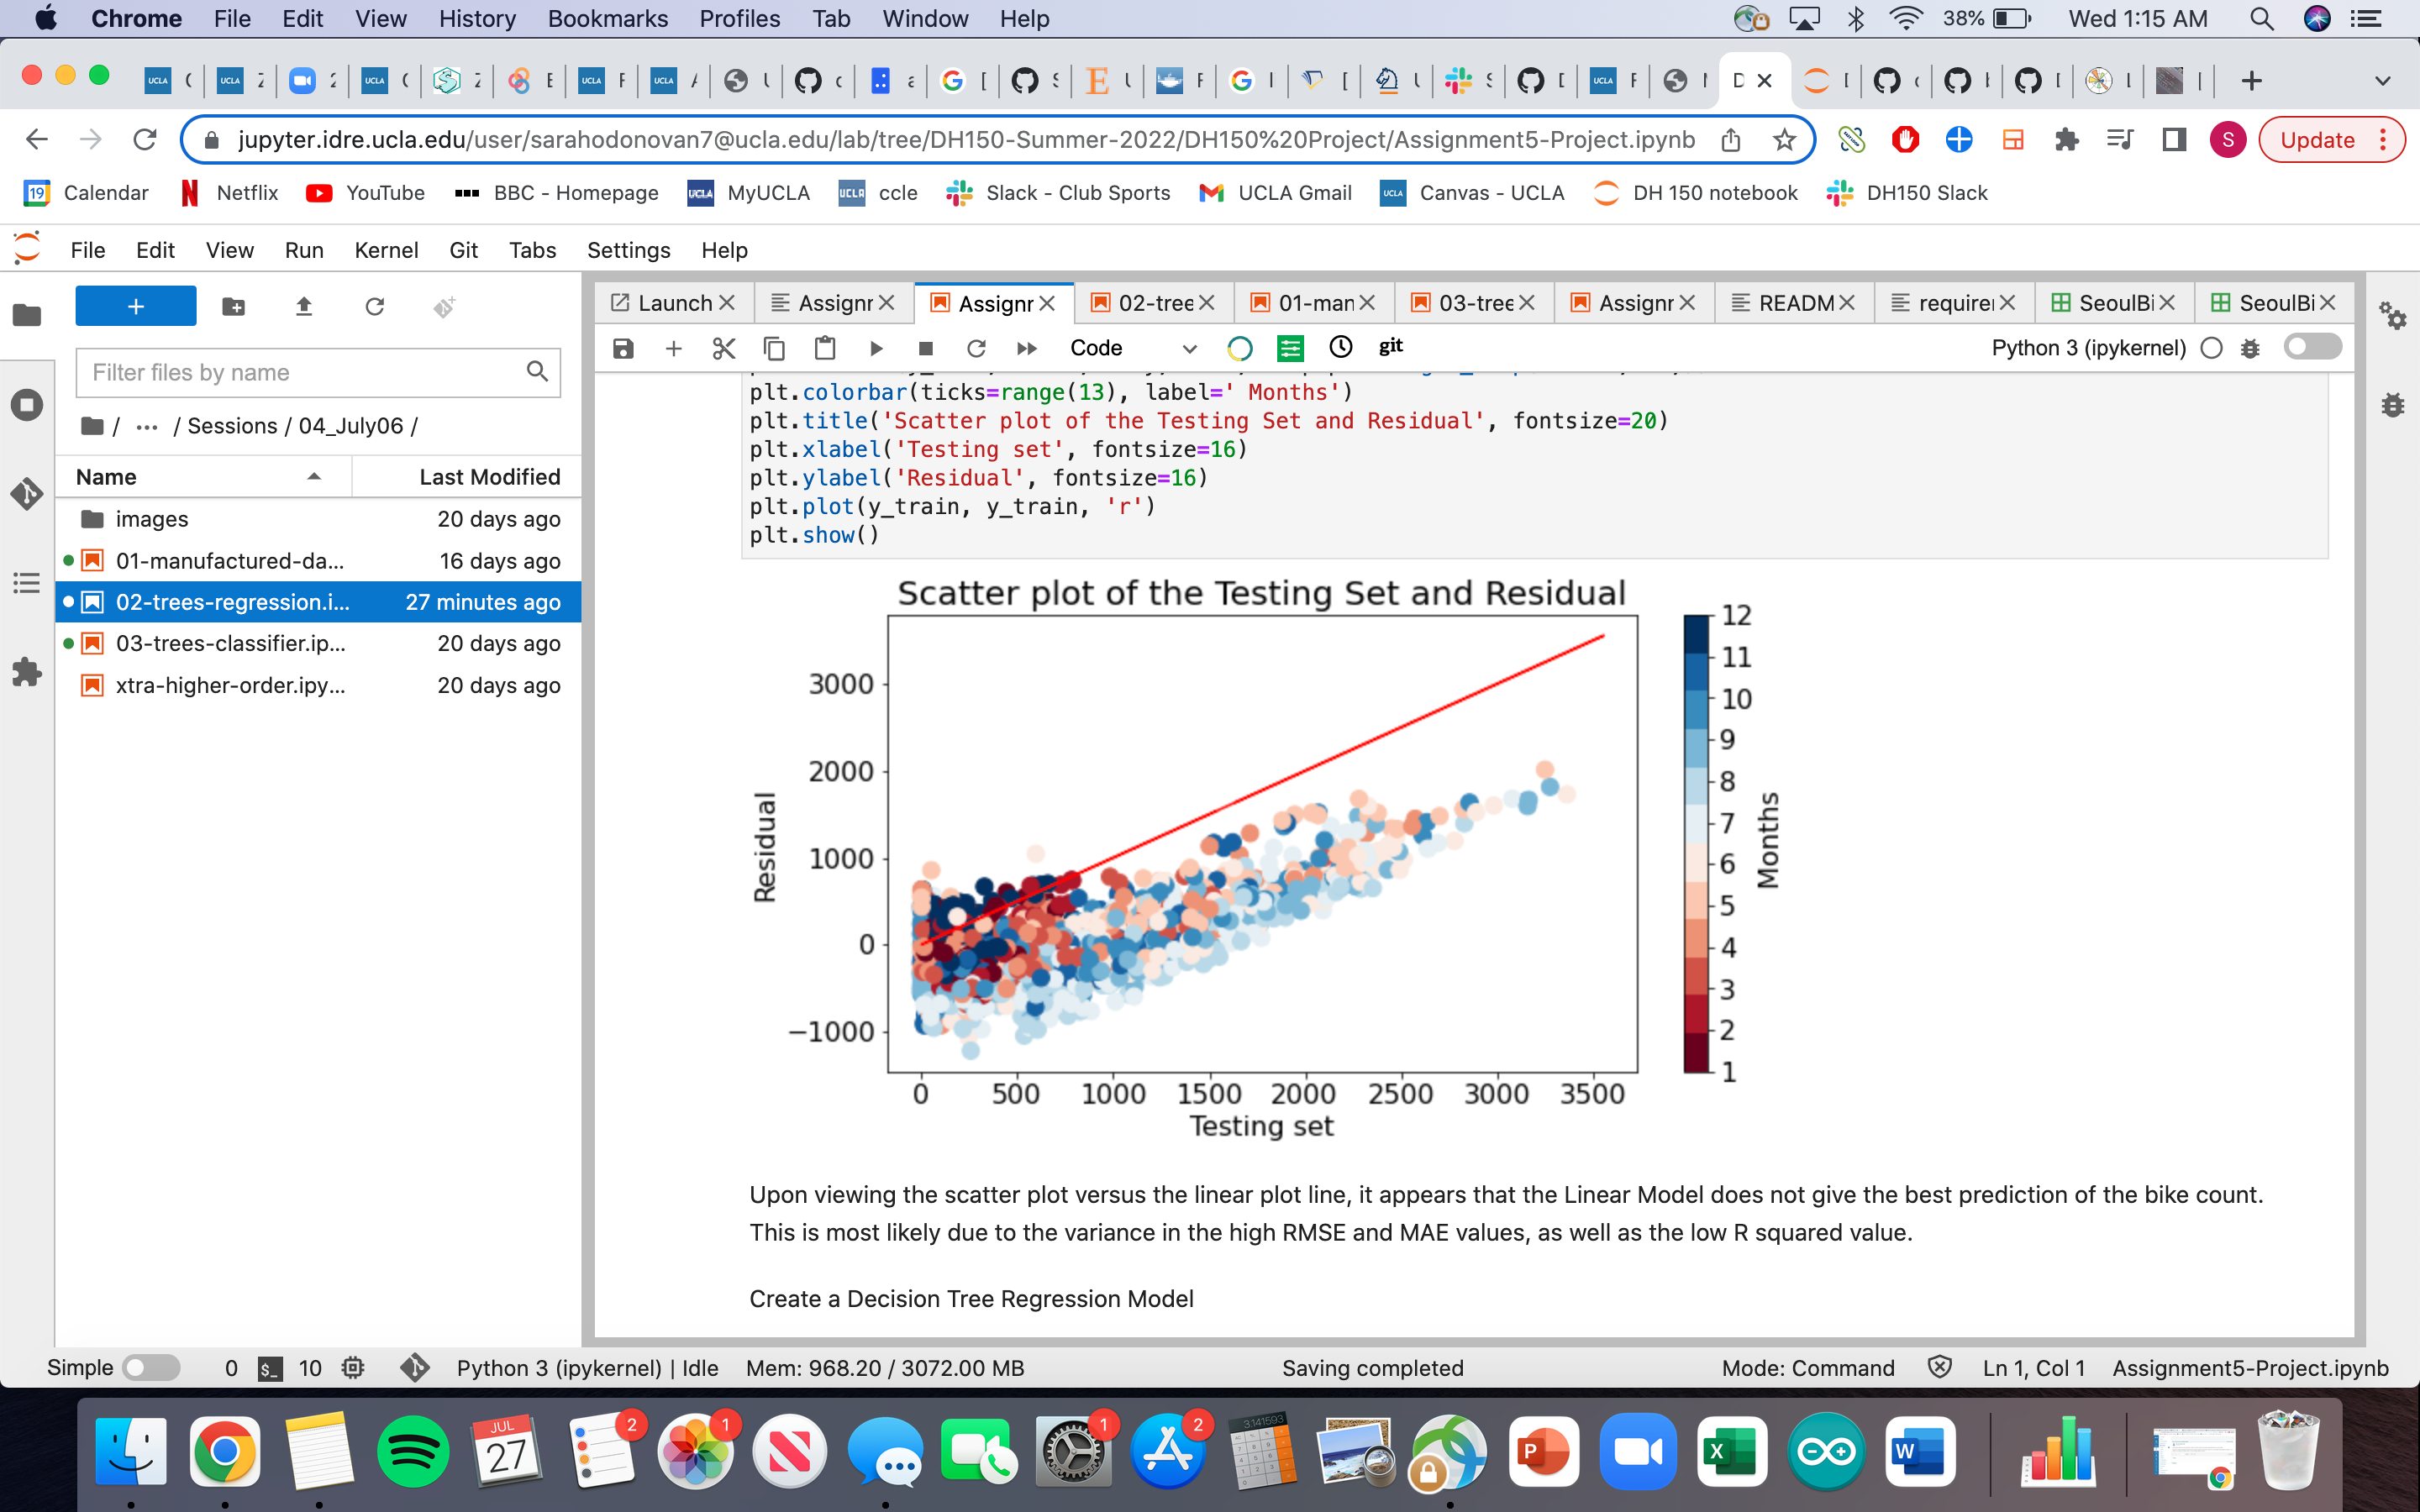 Chrome File Edit View History Bookmarks Profiles Tab Window Help 38% Wed 1:15 AM
jupyter.idre.ucla.edu/user/sarahodonovan7@ucla.edu/lab/tree/DH150-Summer-2022/DH150%20Project/Assignment5-Project.ipynb S Update
19 Calendar Netflix YouTube BBC - Homepage MyUCLA ccle Slack - Club Sports UCLA Gmail Canvas - UCLA DH 150 notebook DH150 Slack
File Edit View Run Kernel Git Tabs Settings Help
Launch Assignr Assignr 02-tree 01-man 03-tree Assignr READM require SeoulBi SeoulBi
Code git Python 3 (ipykernel)
Filter files by name
/ ... / Sessions / 04_July06 /
Name Last Modified
images 20 days ago
01-manufactured-da... 16 days ago
02-trees-regression.i... 27 minutes ago
03-trees-classifier.ip... 20 days ago
xtra-higher-order.ipy... 20 days ago
plt.colorbar(ticks=range(13), label=' Months')
plt.title('Scatter plot of the Testing Set and Residual', fontsize=20)
plt.xlabel('Testing set', fontsize=16)
plt.ylabel('Residual', fontsize=16)
plt.plot(y_train, y_train, 'r')
plt.show()
Scatter plot of the Testing Set and Residual
3000
2000
1000
0
−1000
Residual
0 500 1000 1500 2000 2500 3000 3500
Testing set
12
11
10
9
8
7
6
5
4
3
2
1
Months
Upon viewing the scatter plot versus the linear plot line, it appears that the Linear Model does not give the best prediction of the bike count.
This is most likely due to the variance in the high RMSE and MAE values, as well as the low R squared value.
Create a Decision Tree Regression Model
Simple 0 $_ 10 Python 3 (ipykernel) | Idle Mem: 968.20 / 3072.00 MB Saving completed Mode: Command Ln 1, Col 1 Assignment5-Project.ipynb
JUL 27 2 1 1 2 3.141593 P X W